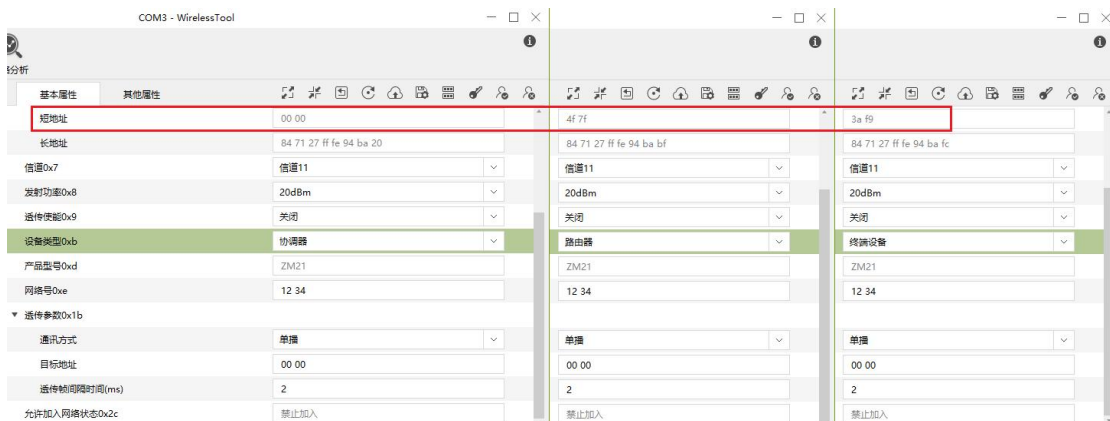 COM3 - WirelessTool
分析
基本属性 其他属性
短地址 00 00 4f 7f 3a f9
长地址 84 71 27 ff fe 94 ba 20 84 71 27 ff fe 94 ba bf 84 71 27 ff fe 94 ba fc
信道0x7 信道11 信道11 信道11
发射功率0x8 20dBm 20dBm 20dBm
透传使能0x9 关闭 关闭 关闭
设备类型0xb 协调器 路由器 终端设备
产品型号0xd ZM21 ZM21 ZM21
网络号0xe 12 34 12 34 12 34
透传参数0x1b
通讯方式 单播 单播 单播
目标地址 00 00 00 00 00 00
透传帧间隔时间(ms) 2 2 2
允许加入网络状态0x2c 禁止加入 禁止加入 禁止加入